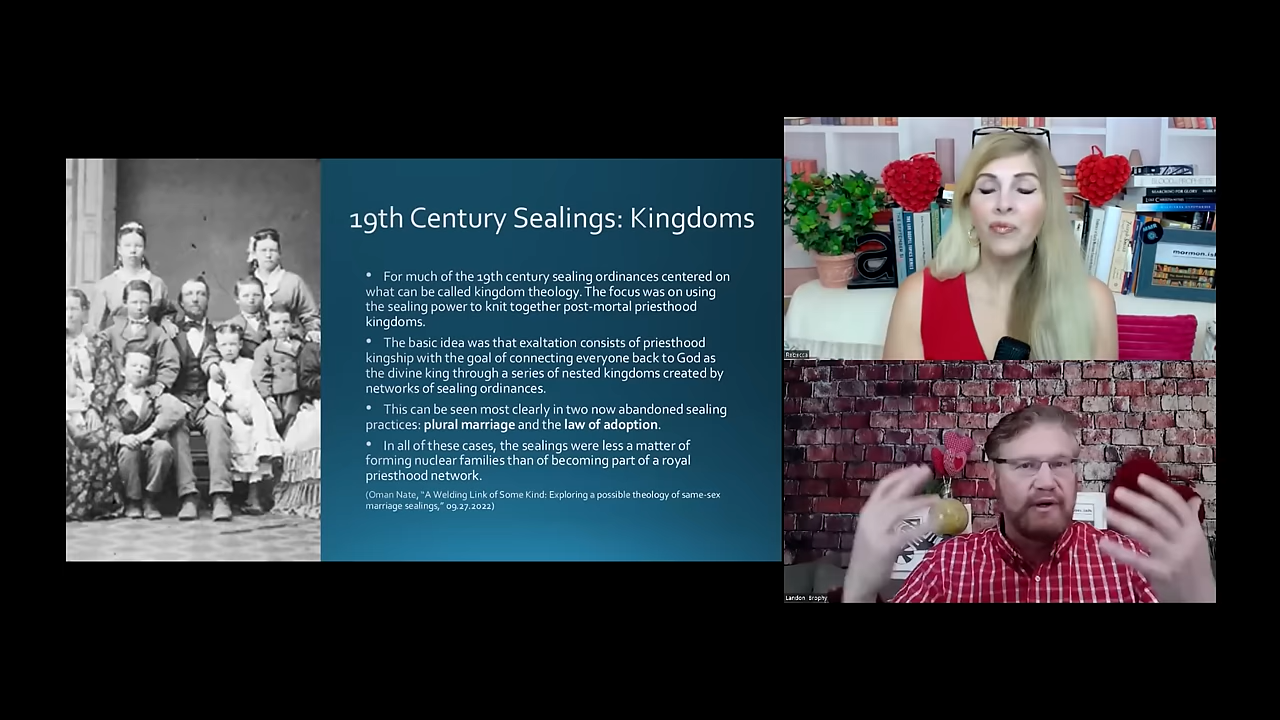 19th Century Sealings: Kingdoms
• For much of the 19th century sealing ordinances centered on
what can be called kingdom theology. The focus was on using
the sealing power to knit together post-mortal priesthood
kingdoms.
• The basic idea was that exaltation consists of priesthood
kingship with the goal of connecting everyone back to God as
the divine king through a series of nested kingdoms created by
networks of sealing ordinances.
• This can be seen most clearly in two now abandoned sealing
practices: plural marriage and the law of adoption.
• In all of these cases, the sealings were less a matter of
forming nuclear families than of becoming part of a royal
priesthood network.
(Oman Nate, "A Welding Link of Some Kind: Exploring a possible theology of same-sex
marriage sealings," 09.27.2022)
SEARCHING FOR GLORY
a
mormon.ish
Rebecca
Landon Brophy